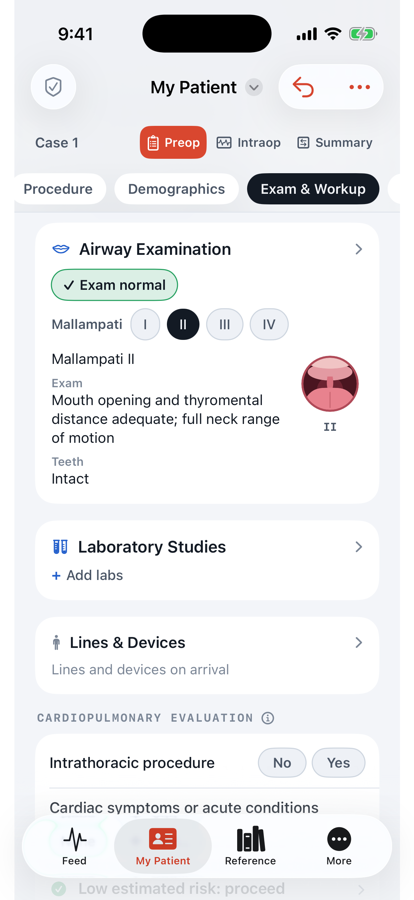 9:41
My Patient
Case 1
Preop
Intraop
Summary
Procedure
Demographics
Exam & Workup
Airway Examination
✓ Exam normal
Mallampati I II III IV
Mallampati II
Exam
Mouth opening and thyromental
distance adequate; full neck range
of motion
II
Teeth
Intact
Laboratory Studies
+ Add labs
Lines & Devices
Lines and devices on arrival
CARDIOPULMONARY EVALUATION
Intrathoracic procedure
No
Yes
Cardiac symptoms or acute conditions
Feed
My Patient
Reference
More
Low estimated risk: proceed